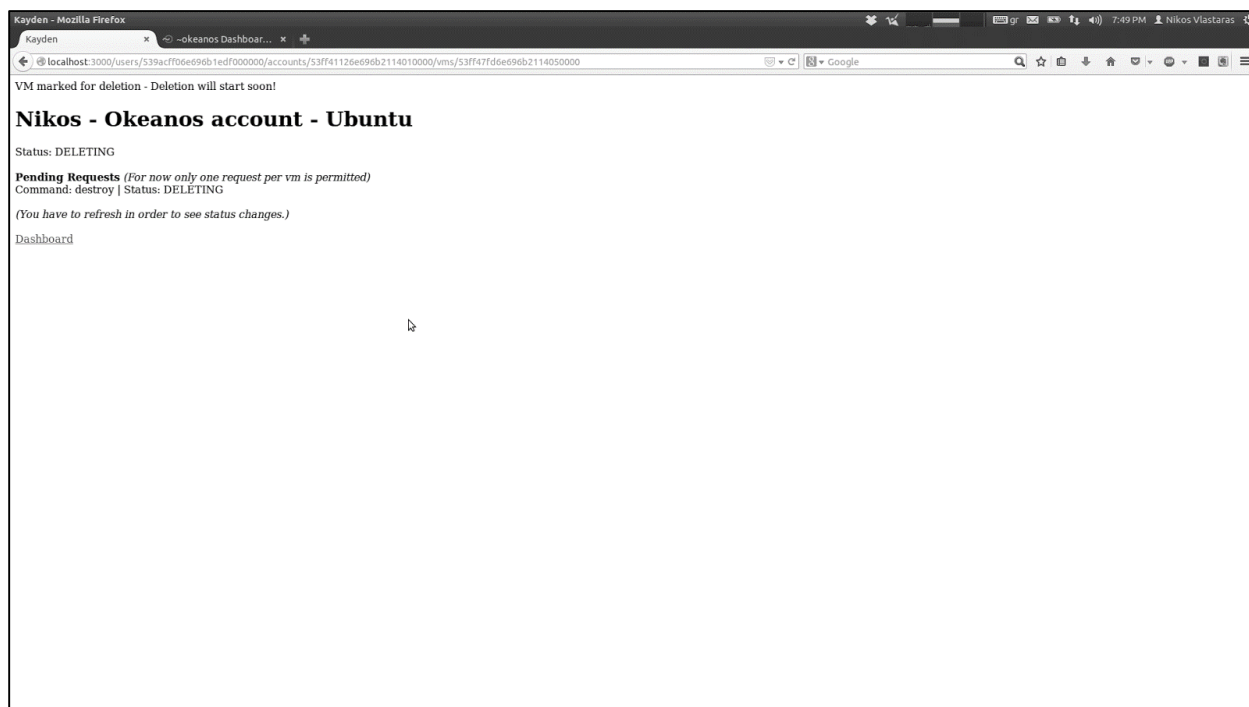 Kayden - Mozilla Firefox
gr
7:49 PM
Nikos Vlastaras
Kayden
~okeanos Dashboar...
localhost:3000/users/539acff06e696b1edf000000/accounts/53ff41126e696b2114010000/vms/53ff47fd6e696b2114050000
Google
VM marked for deletion - Deletion will start soon!
Nikos - Okeanos account - Ubuntu
Status: DELETING
Pending Requests (For now only one request per vm is permitted)
Command: destroy | Status: DELETING
(You have to refresh in order to see status changes.)
Dashboard